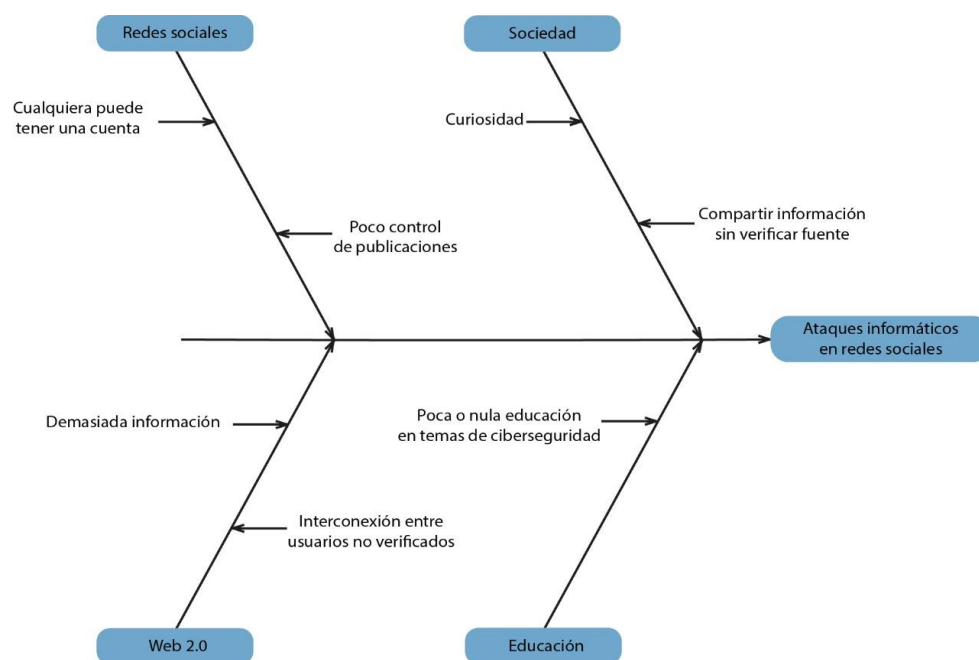 Redes sociales
Sociedad
Cualquiera puede
tener una cuenta
Curiosidad
Poco control
de publicaciones
Compartir información
sin verificar fuente
Ataques informáticos
en redes sociales
Demasiada información
Poca o nula educación
en temas de ciberseguridad
Interconexión entre
usuarios no verificados
Web 2.0
Educación